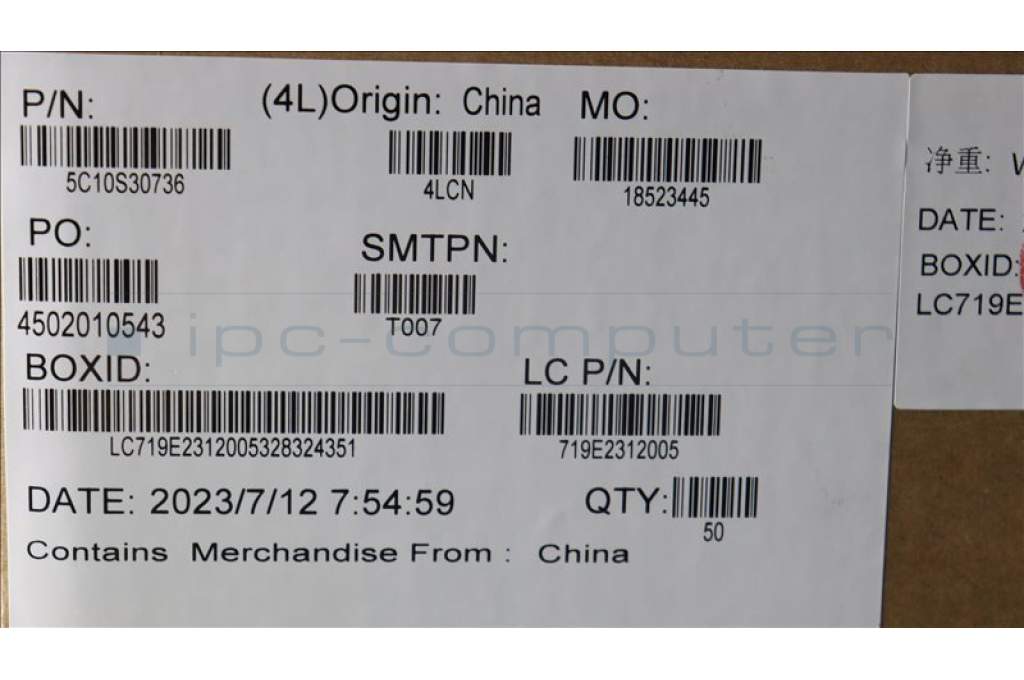 P/N: (4L)Origin: China MO:
5C10S30736 4LCN 18523445
PO: SMTPN:
4502010543 T007
ipc-computer
BOXID: LC P/N:
LC719E2312005328324351 719E2312005
DATE: 2023/7/12 7:54:59 QTY:
50
Contains Merchandise From : China
净重:
DATE:
BOXID:
LC719E